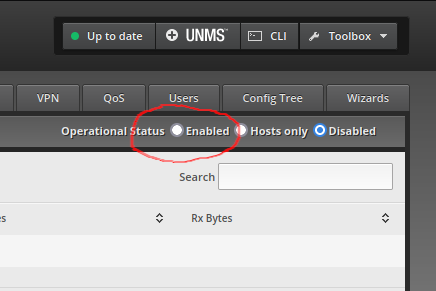 Up to date UNMS™ CLI Toolbox
VPN QoS Users Config Tree Wizards
Operational Status Enabled Hosts only Disabled
Search
es Rx Bytes